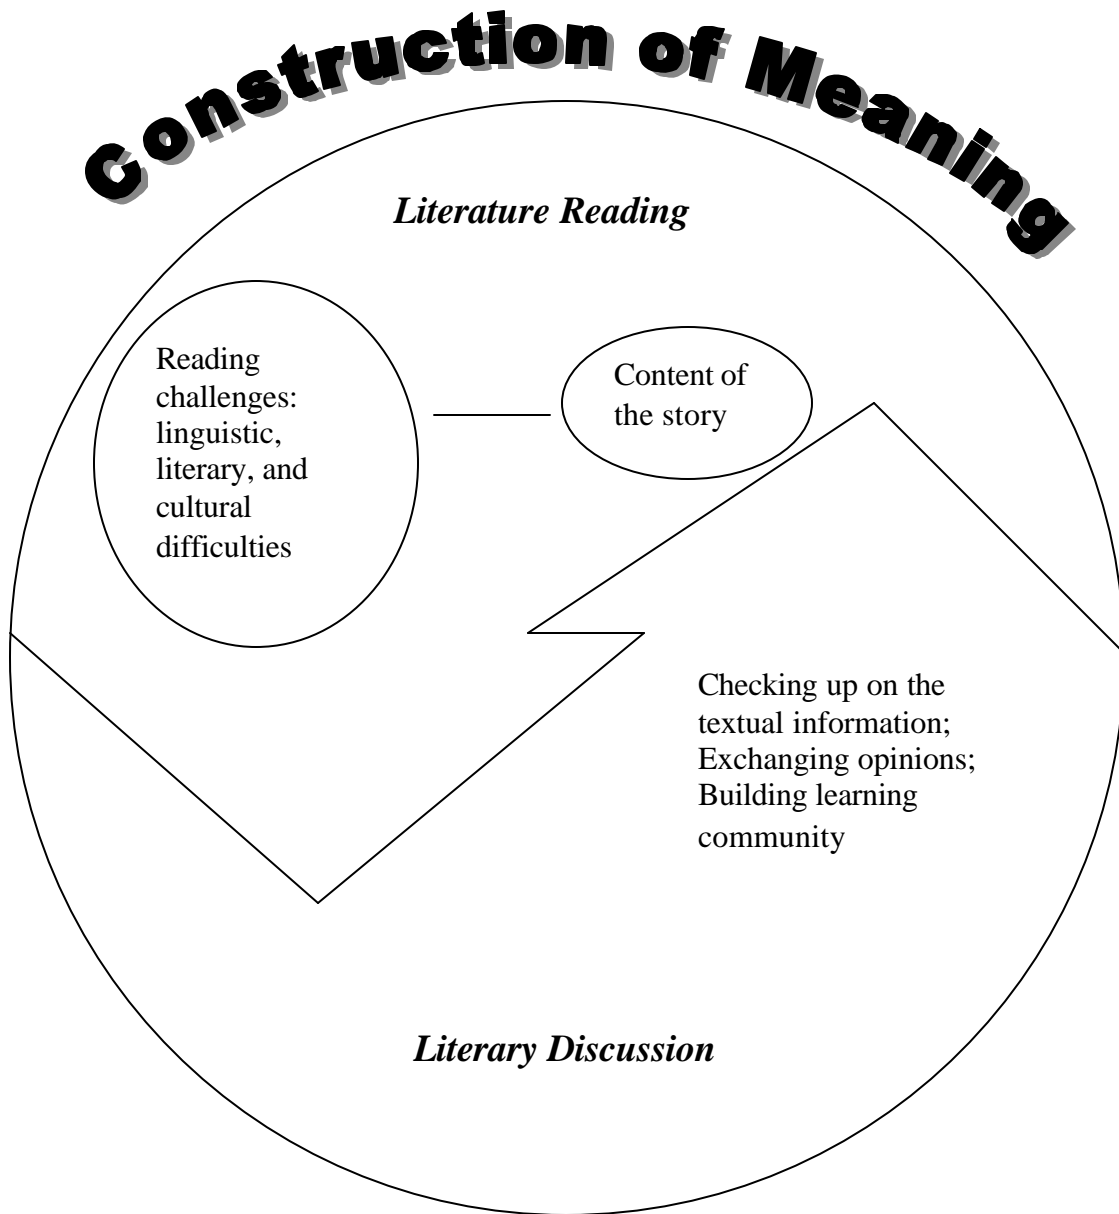 Construction of Meaning
Literature Reading
Reading
challenges:
linguistic,
literary, and
cultural
difficulties
Content of
the story
Checking up on the
textual information;
Exchanging opinions;
Building learning
community
Literary Discussion